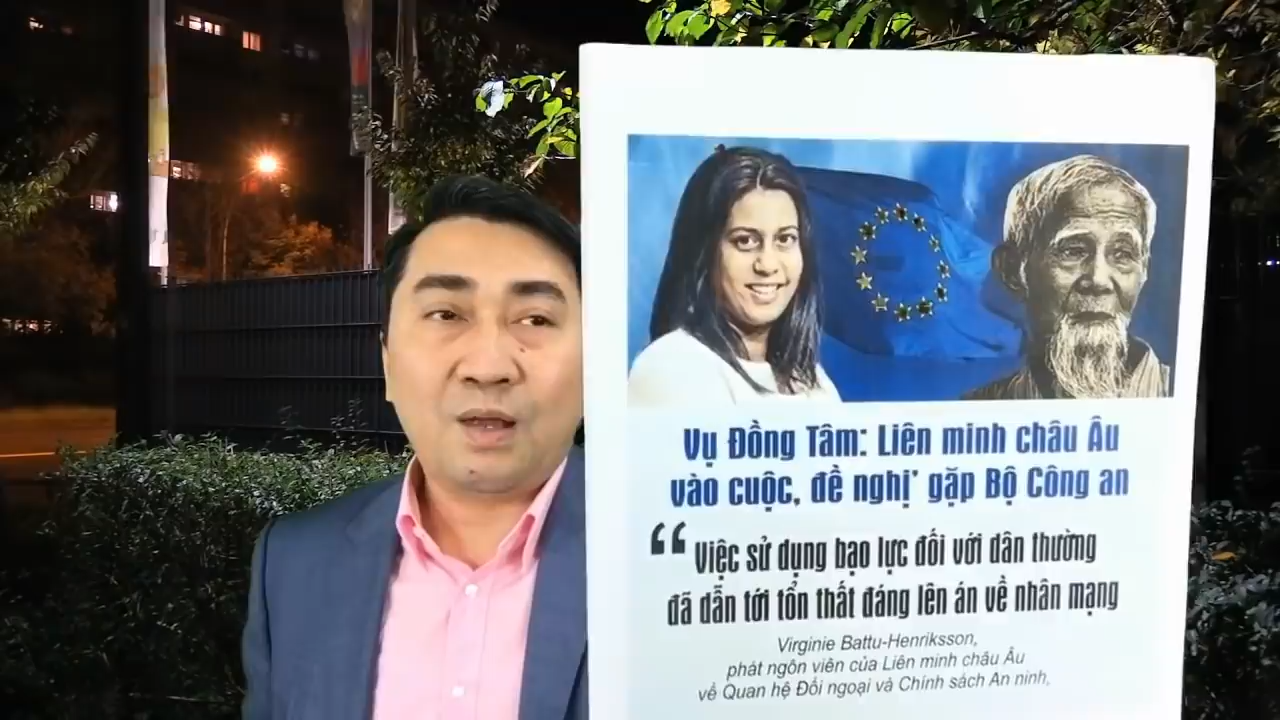 Vụ Đồng Tâm: Liên minh châu Âu
vào cuộc, đề nghị' gặp Bộ Công an
“ Việc sử dụng bạo lực đối với dân thường
đã dẫn tới tổn thất đáng lên án về nhân mạng
Virginie Battu-Henriksson,
phát ngôn viên của Liên minh châu Âu
về Quan hệ Đối ngoại và Chính sách An ninh,